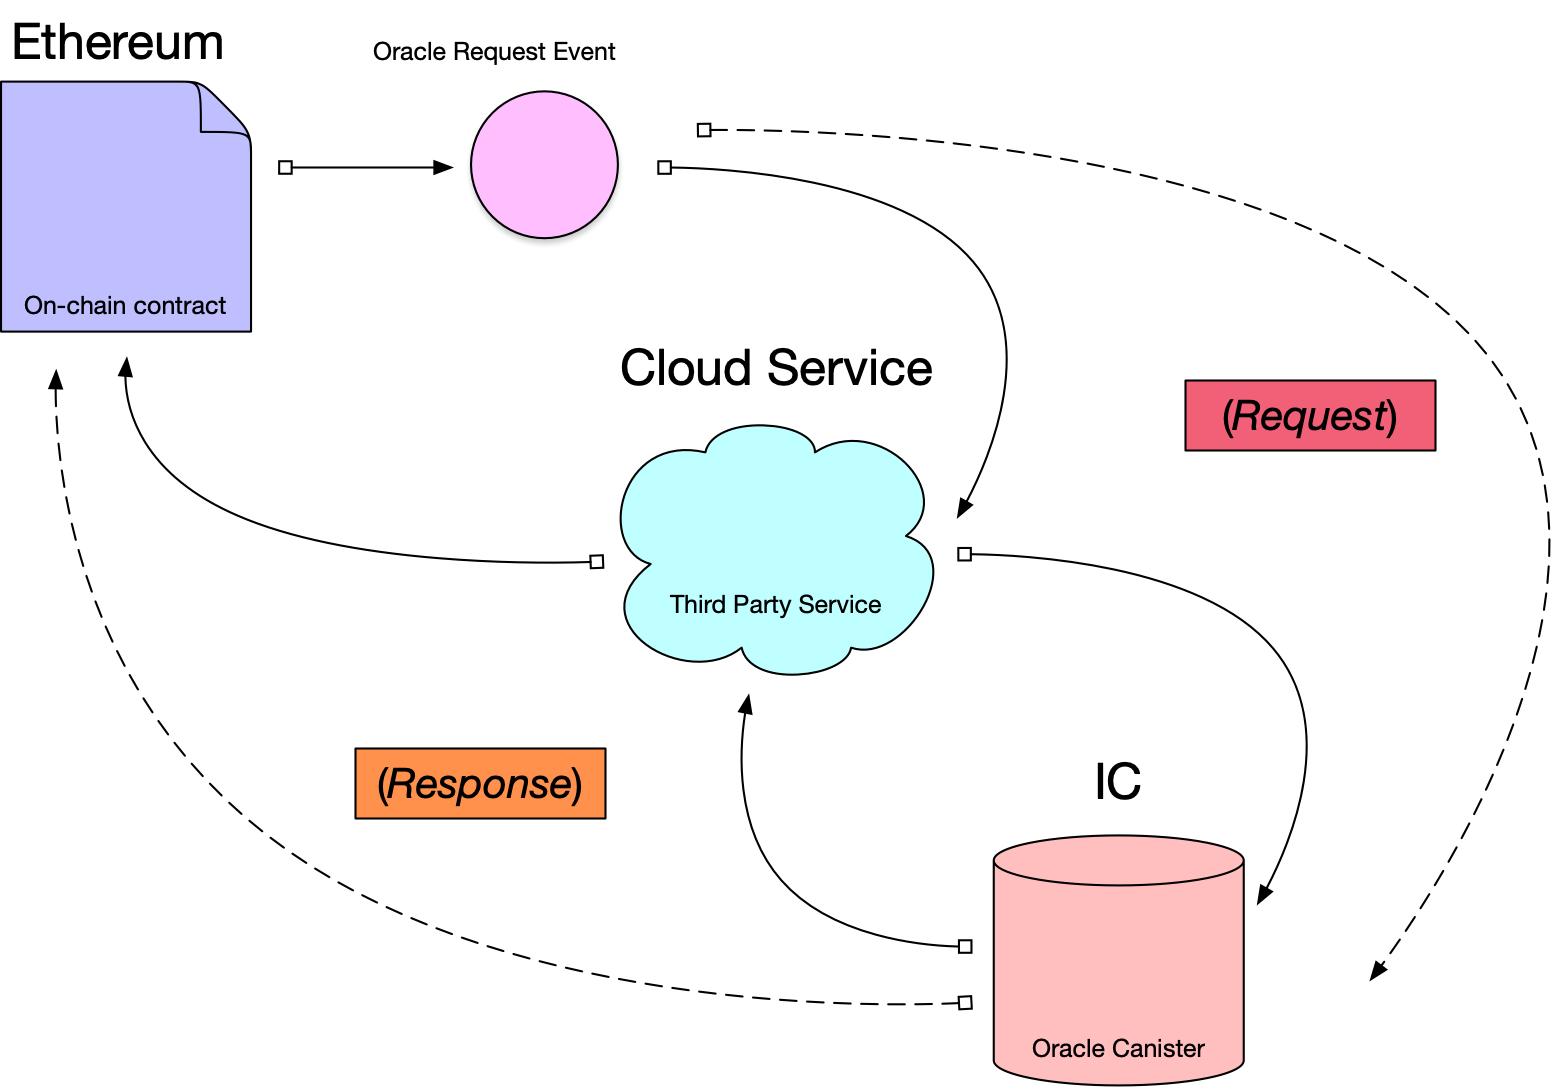 Ethereum
Oracle Request Event
On-chain contract
Cloud Service
(Request)
Third Party Service
(Response)
IC
Oracle Canister